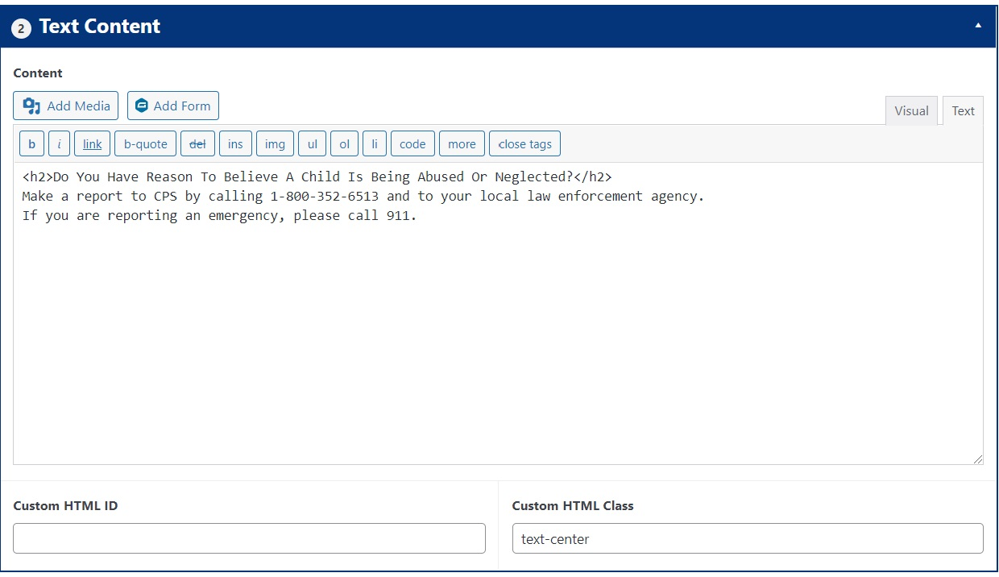 2 Text Content
Content
Add Media Add Form
Visual Text
b i link b-quote del ins img ul ol li code more close tags
<h2>Do You Have Reason To Believe A Child Is Being Abused Or Neglected?</h2>
Make a report to CPS by calling 1-800-352-6513 and to your local law enforcement agency.
If you are reporting an emergency, please call 911.
Custom HTML ID
Custom HTML Class
text-center